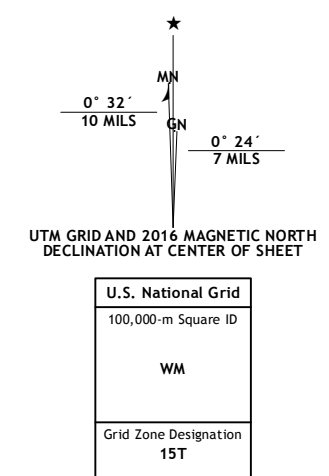 MN
0° 32´
10 MILS
GN
0° 24´
7 MILS
UTM GRID AND 2016 MAGNETIC NORTH
DECLINATION AT CENTER OF SHEET
U.S. National Grid
100,000-m Square ID
WM
Grid Zone Designation
15T